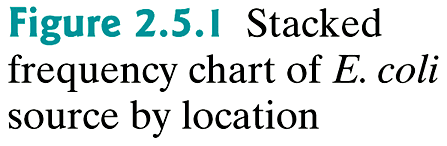 Figure 2.5.1 Stacked
frequency chart of E. coli
source by location